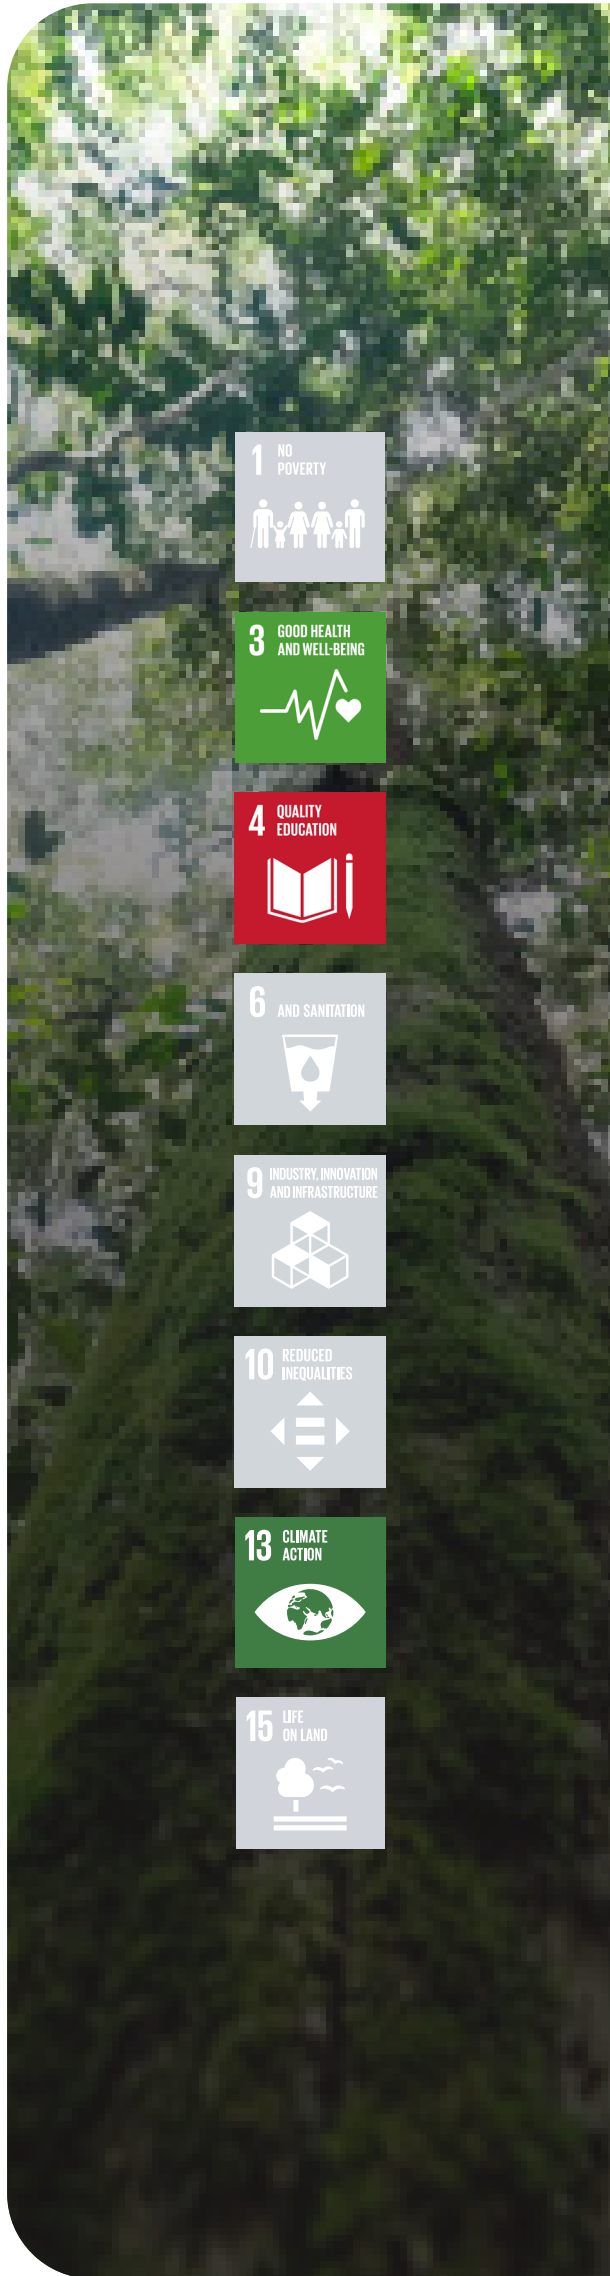 1 NO
POVERTY
3 GOOD HEALTH
AND WELL-BEING
4 QUALITY
EDUCATION
6 AND SANITATION
9 INDUSTRY, INNOVATION
AND INFRASTRUCTURE
10 REDUCED
INEQUALITIES
13 CLIMATE
ACTION
15 LIFE
ON LAND